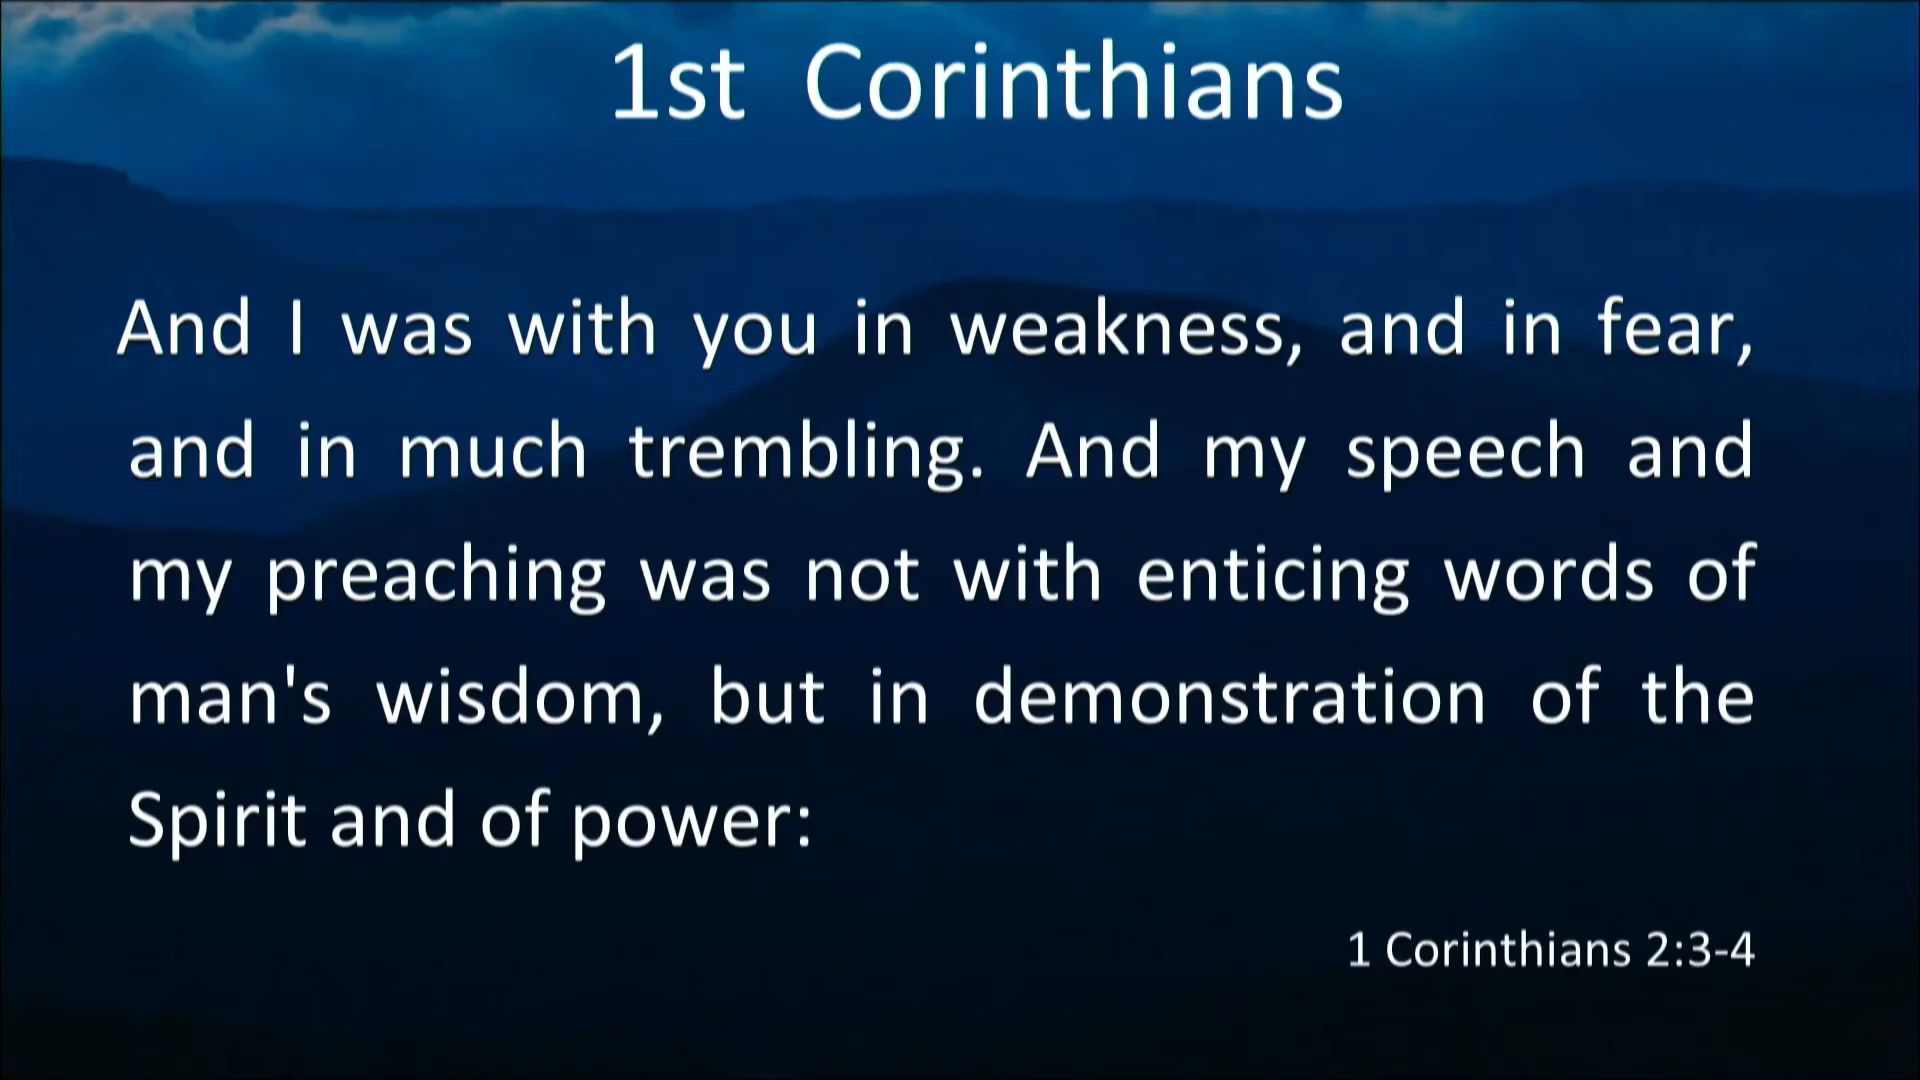 1st Corinthians
And I was with you in weakness, and in fear,
and in much trembling. And my speech and
my preaching was not with enticing words of
man's wisdom, but in demonstration of the
Spirit and of power:
1 Corinthians 2:3-4